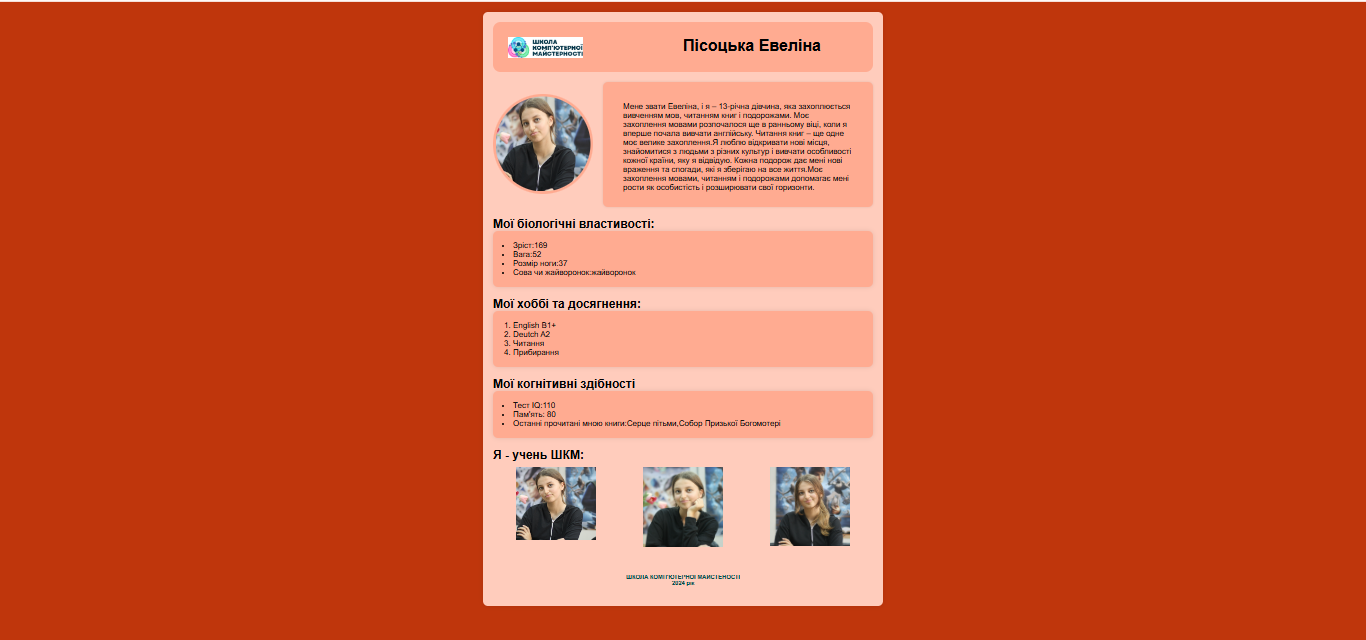 ШКОЛА
КОМП'ЮТЕРНОЇ
МАЙСТЕРНОСТІ
Пісоцька Евеліна
Мене звати Евеліна, і я – 13-річна дівчина, яка захоплюється
вивченням мов, читанням книг і подорожами. Моє
захоплення мовами розпочалося ще в ранньому віці, коли я
вперше почала вивчати англійську. Читання книг – ще одне
моє велике захоплення.Я люблю відкривати нові місця,
знайомитися з людьми з різних культур і вивчати особливості
кожної країни, яку я відвідую. Кожна подорож дає мені нові
враження та спогади, які я зберігаю на все життя.Моє
захоплення мовами, читанням і подорожами допомагає мені
рости як особистість і розширювати свої горизонти.
Мої біологічні властивості:
• Зріст:169
• Вага:52
• Розмір ноги:37
• Сова чи жайворонок:жайворонок
Мої хоббі та досягнення:
1. English B1+
2. Deutch A2
3. Читання
4. Прибирання
Мої когнітивні здібності
• Тест IQ:110
• Пам'ять: 80
• Останні прочитані мною книги:Серце пітьми,Собор Призької Богомотері
Я - учень ШКМ:
ШКОЛА КОМП'ЮТЕРНОЇ МАЙСТЕНОСТІ
2024 рік